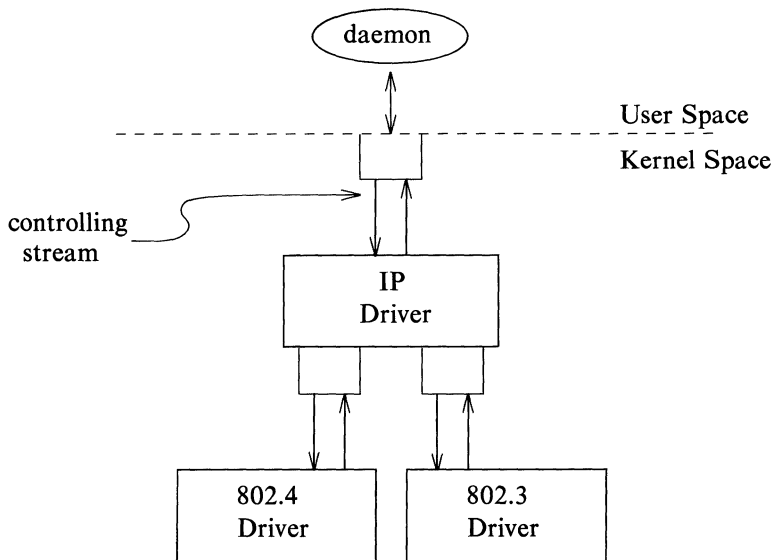 daemon
User Space
Kernel Space
controlling
stream
IP
Driver
802.4
Driver
802.3
Driver